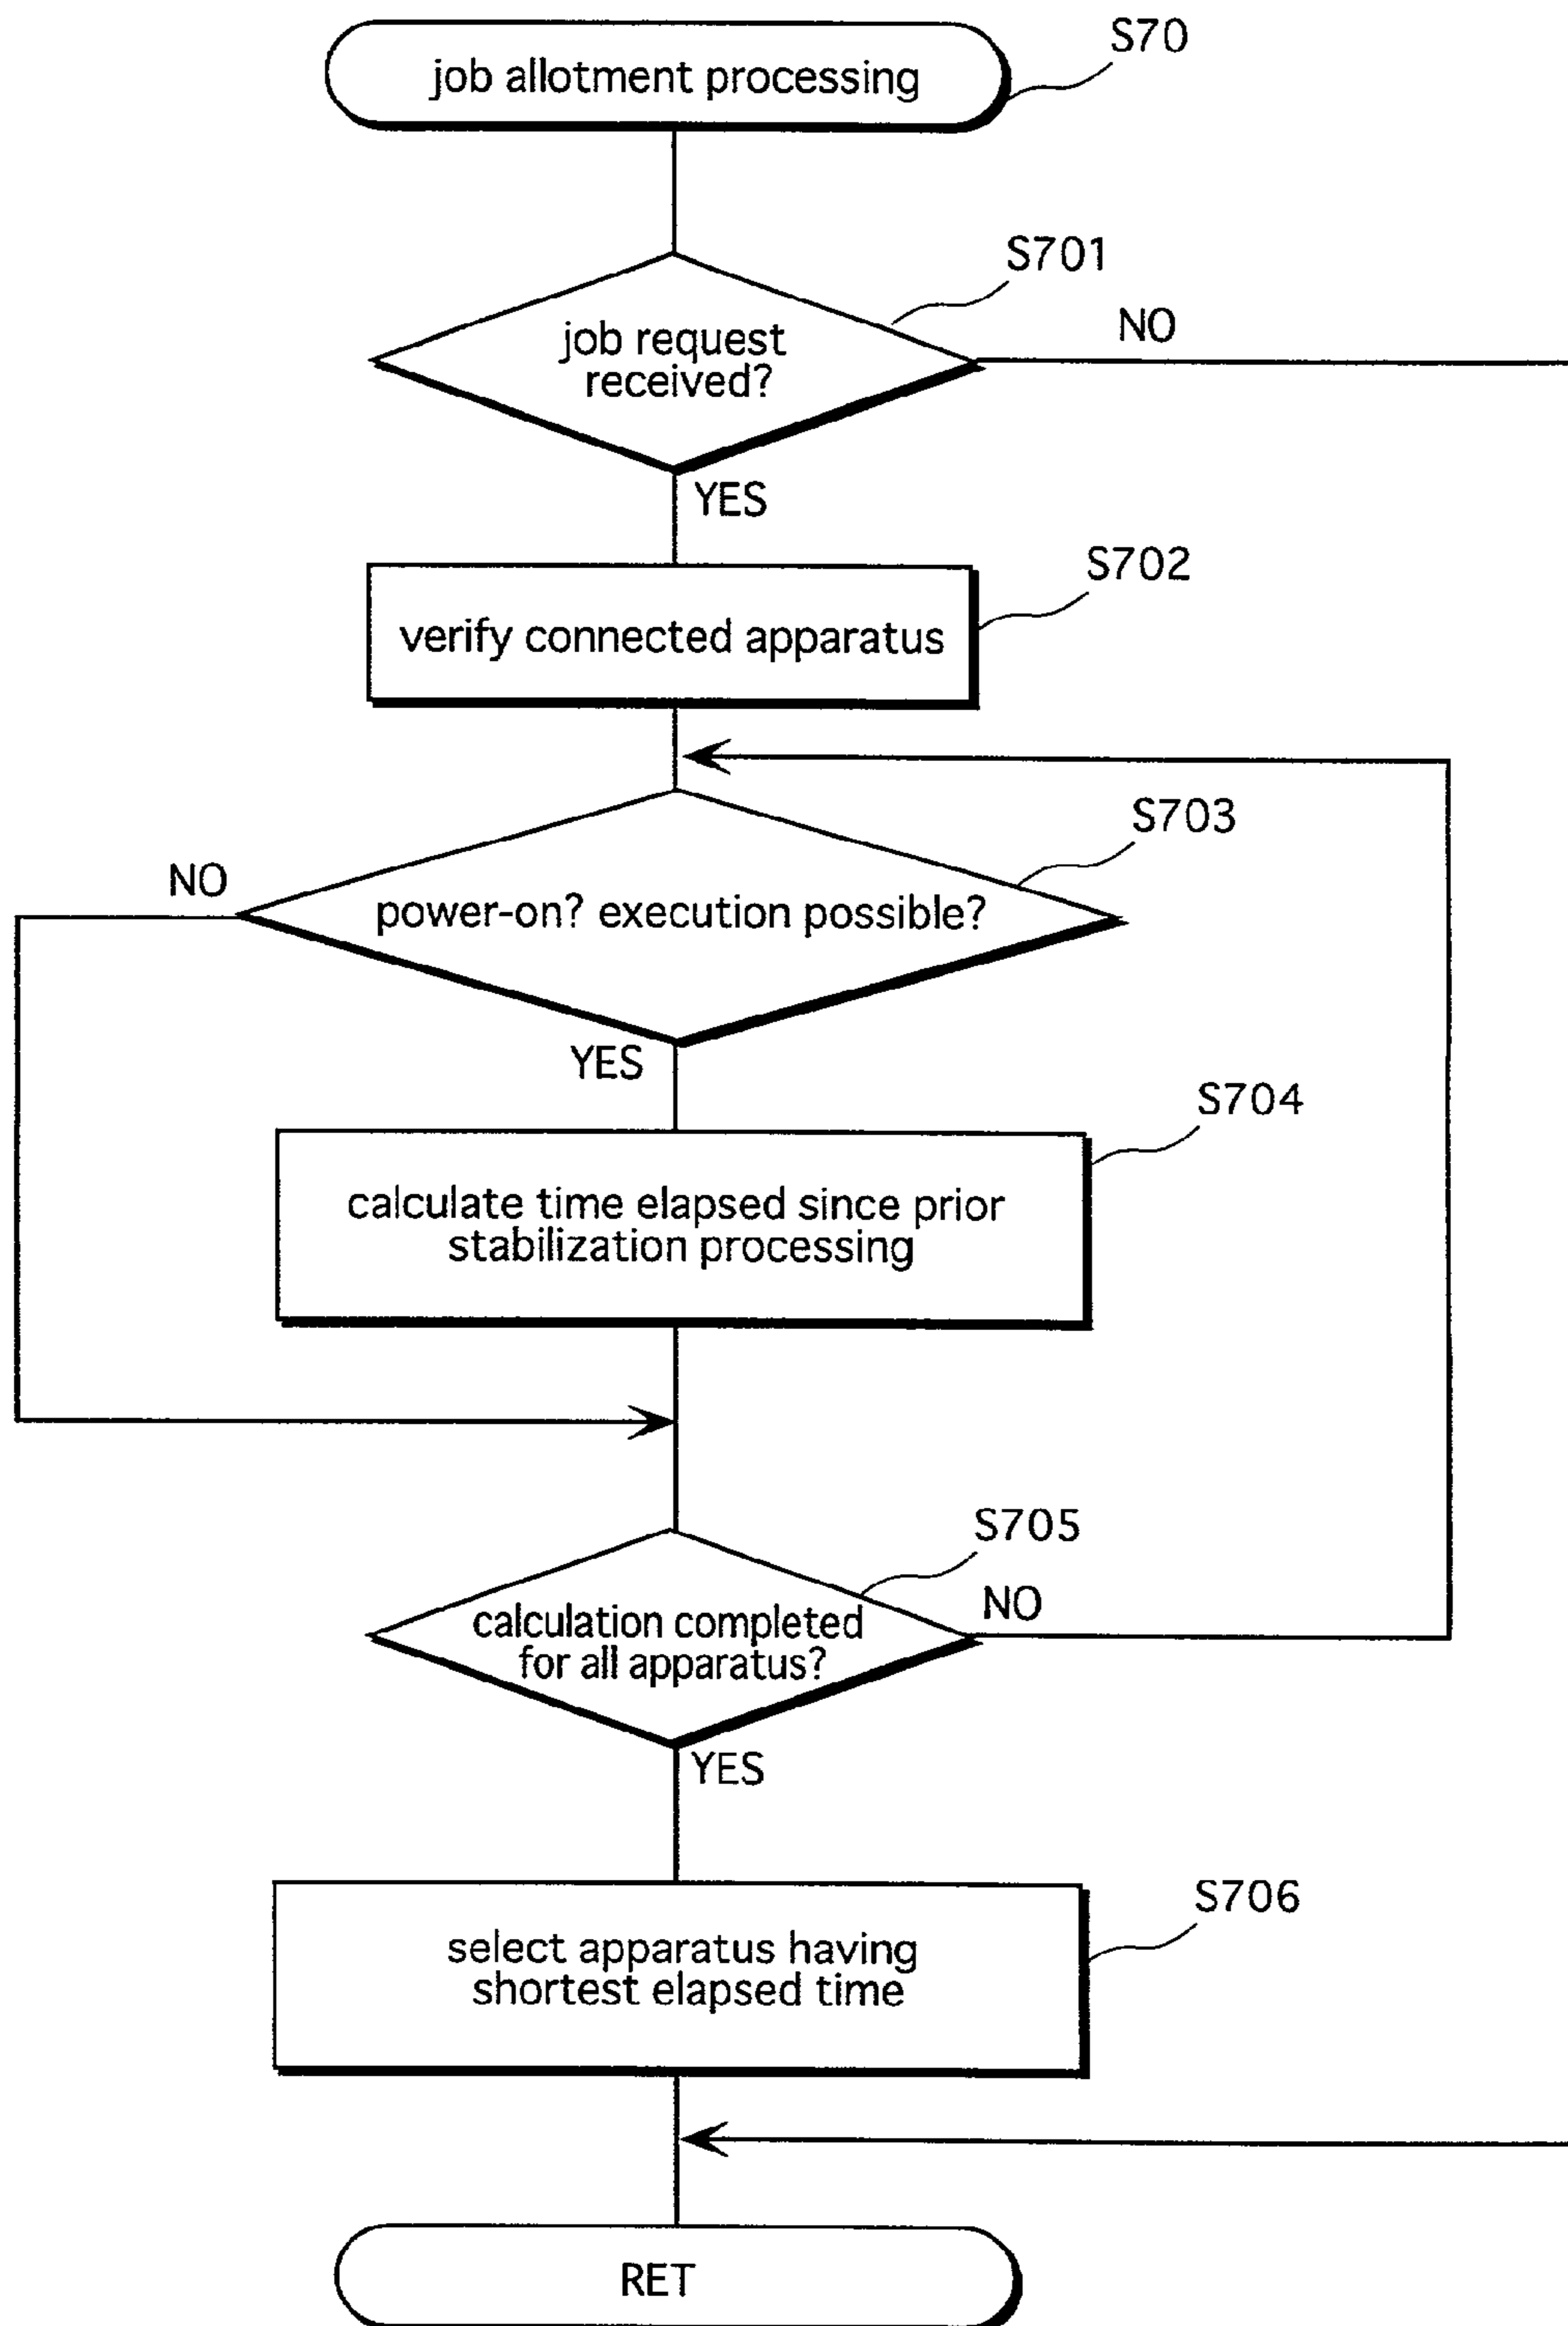 S70
job allotment processing
S701
NO
job request
received?
YES
S702
verify connected apparatus
S703
NO
power-on? execution possible?
YES
S704
calculate time elapsed since prior
stabilization processing
S705
NO
calculation completed
for all apparatus?
YES
S706
select apparatus having
shortest elapsed time
RET